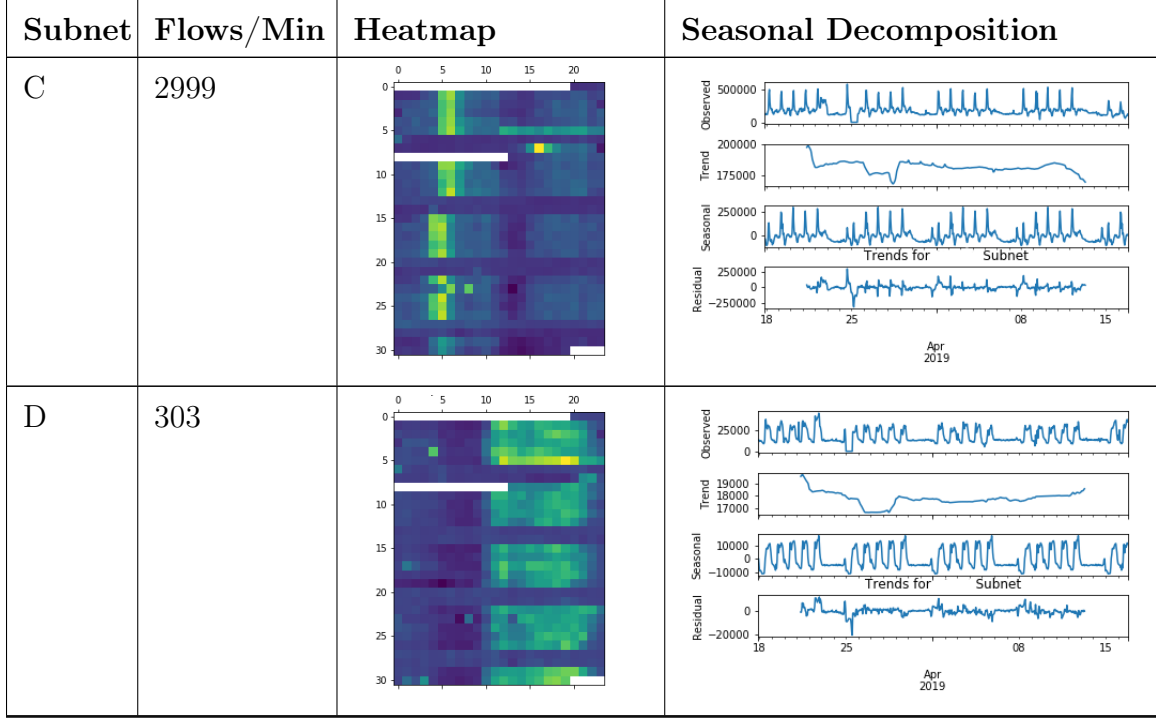 Subnet Flows/Min Heatmap Seasonal Decomposition
C 2999
0 5 10 15 20
0
5
10
15
20
25
30
Observed
500000
0
Trend
200000
175000
Seasonal
250000
0
Trends for Subnet
Residual
250000
0
−250000
18 25 08 15
Apr
2019
D 303
0 5 10 15 20
0
5
10
15
20
25
30
Observed
25000
0
Trend
19000
18000
17000
Seasonal
10000
−10000
Trends for Subnet
Residual
0
−20000
18 25 08 15
Apr
2019